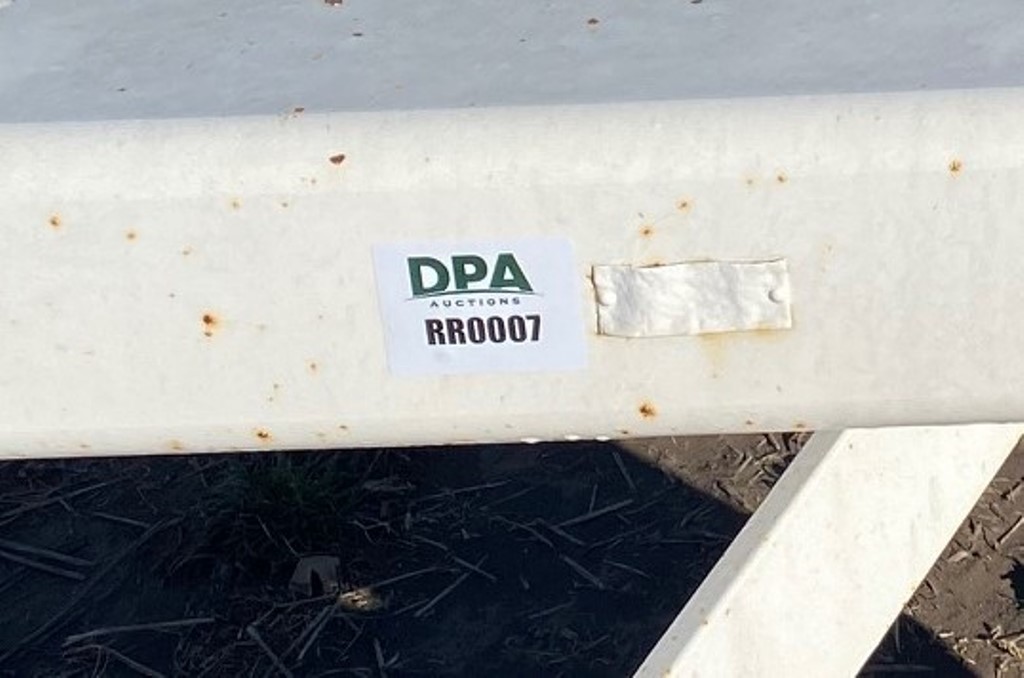 DPA
AUCTIONS
RR0007